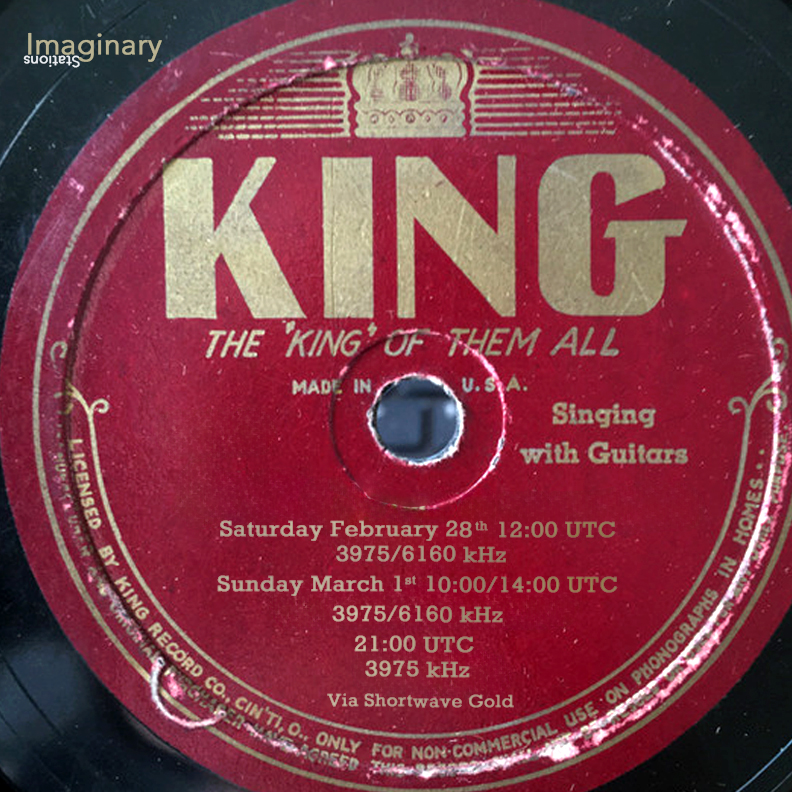 Imaginary
Stations
KING
THE "KING" OF THEM ALL
MADE IN U.S.A.
Singing
with Guitars
Saturday February 28th 12:00 UTC
3975/6160 kHz
Sunday March 1st 10:00/14:00 UTC
3975/6160 kHz
21:00 UTC
3975 kHz
Via Shortwave Gold
LICENSED BY KING RECORD CO., CIN'TI, O., ONLY FOR NON-COMMERCIAL USE ON PHONOGRAPHS IN HOMES..
HAVE AGREED THIS